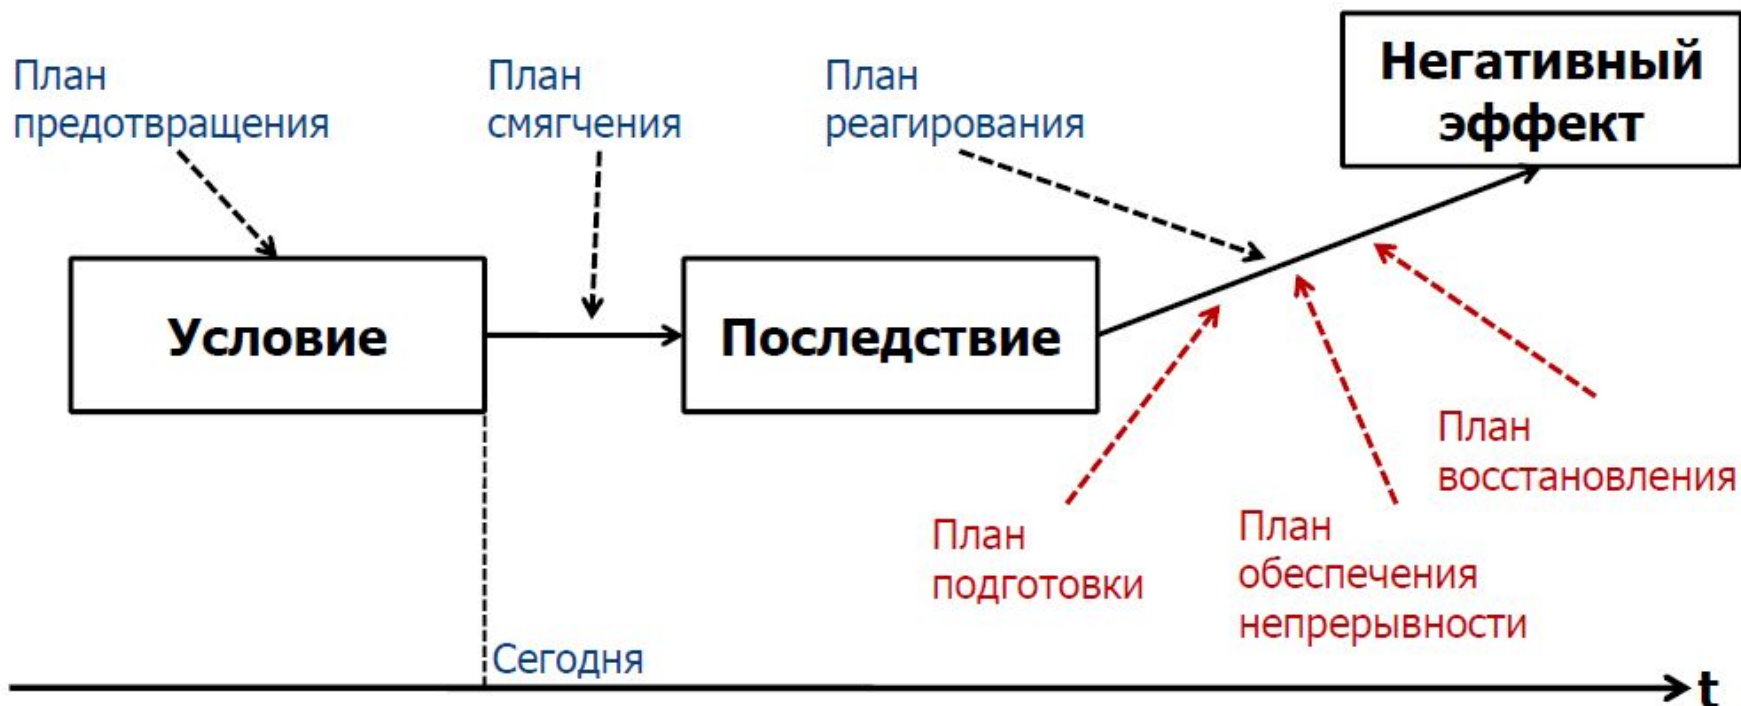 План
предотвращения
План
смягчения
План
реагирования
Негативный
эффект
Условие
Последствие
План
восстановления
План
подготовки
План
обеспечения
непрерывности
Сегодня
t